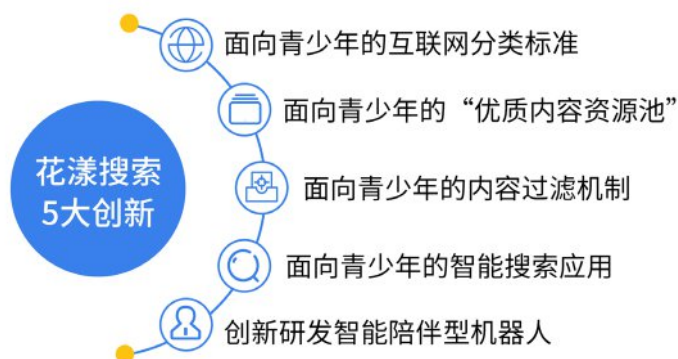 花漾搜索
5大创新
面向青少年的互联网分类标准
面向青少年的“优质内容资源池”
面向青少年的内容过滤机制
面向青少年的智能搜索应用
创新研发智能陪伴型机器人